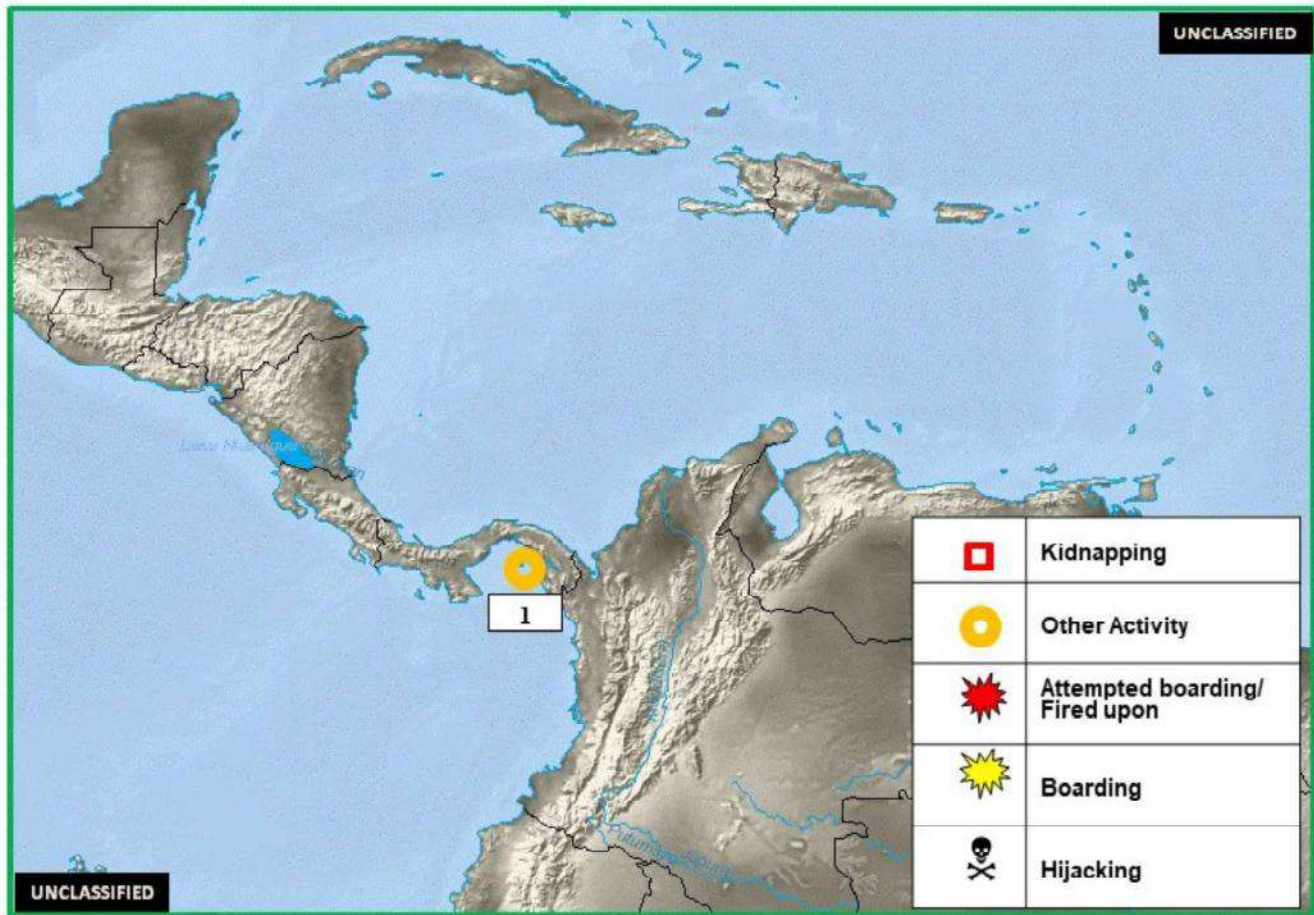 UNCLASSIFIED
1
Kidnapping
Other Activity
Attempted boarding/
Fired upon
Boarding
Hijacking
UNCLASSIFIED